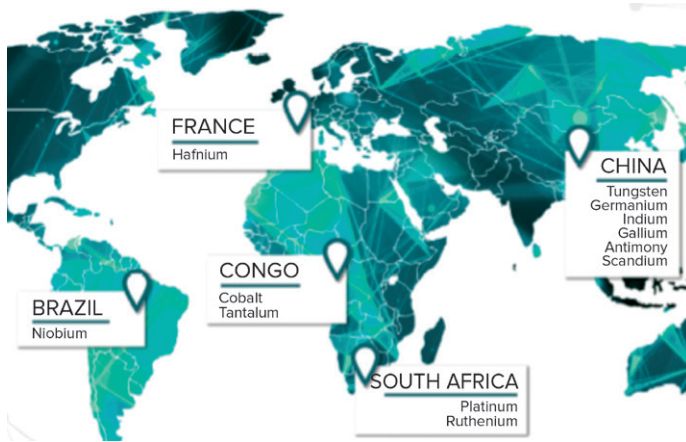 FRANCE
Hafnium
CHINA
Tungsten
Germanium
Indium
Gallium
Antimony
Scandium
CONGO
Cobalt
Tantalum
BRAZIL
Niobium
SOUTH AFRICA
Platinum
Ruthenium